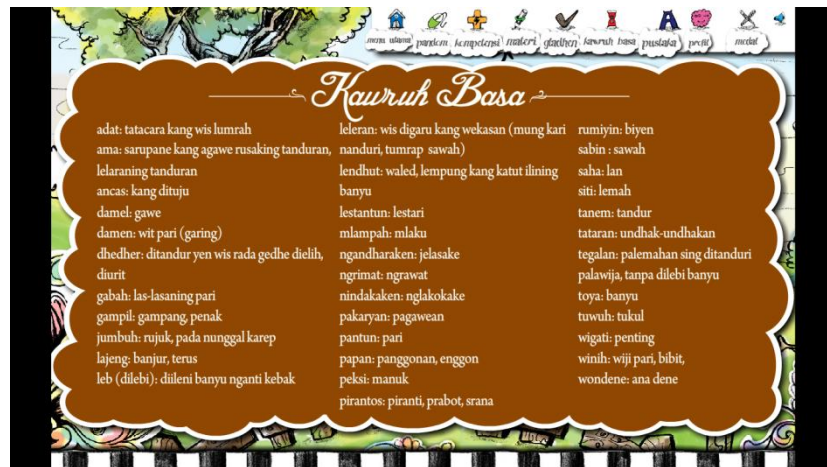 menu utama
pandom
kompetensi
materi
gladhen
kawruh basa
pustaka
profil
medal
Kawruh Basa
adat: tatacara kang wis lumrah
ama: sarupane kang agawe rusaking tanduran,
lelaraning tanduran
ancas: kang dituju
damel: gawe
damen: wit pari (garing)
dhedher: ditandur yen wis rada gedhe dielih,
diurit
gabah: las-lasaning pari
gampil: gampang, penak
jumbuh: rujuk, pada nunggal karep
lajeng: banjur, terus
leb (dilebi): diileni banyu nganti kebak
leleran: wis digaru kang wekasan (mung kari
nanduri, tumrap sawah)
lendhut: waled, lempung kang katut ilining
banyu
lestantun: lestari
mlampah: mlaku
ngandharaken: jelasake
ngrimat: ngrawat
nindakaken: nglakokake
pakaryan: pagawean
pantun: pari
papan: panggonan, enggon
peksi: manuk
pirantos: piranti, prabot, srana
rumiyin: biyen
sabin : sawah
saha: lan
siti: lemah
tanem: tandur
tataran: undhak-undhakan
tegalan: palemahan sing ditanduri
palawija, tanpa dilebi banyu
toya: banyu
tuwuh: tukul
wigati: penting
winih: wiji pari, bibit,
wondene: ana dene